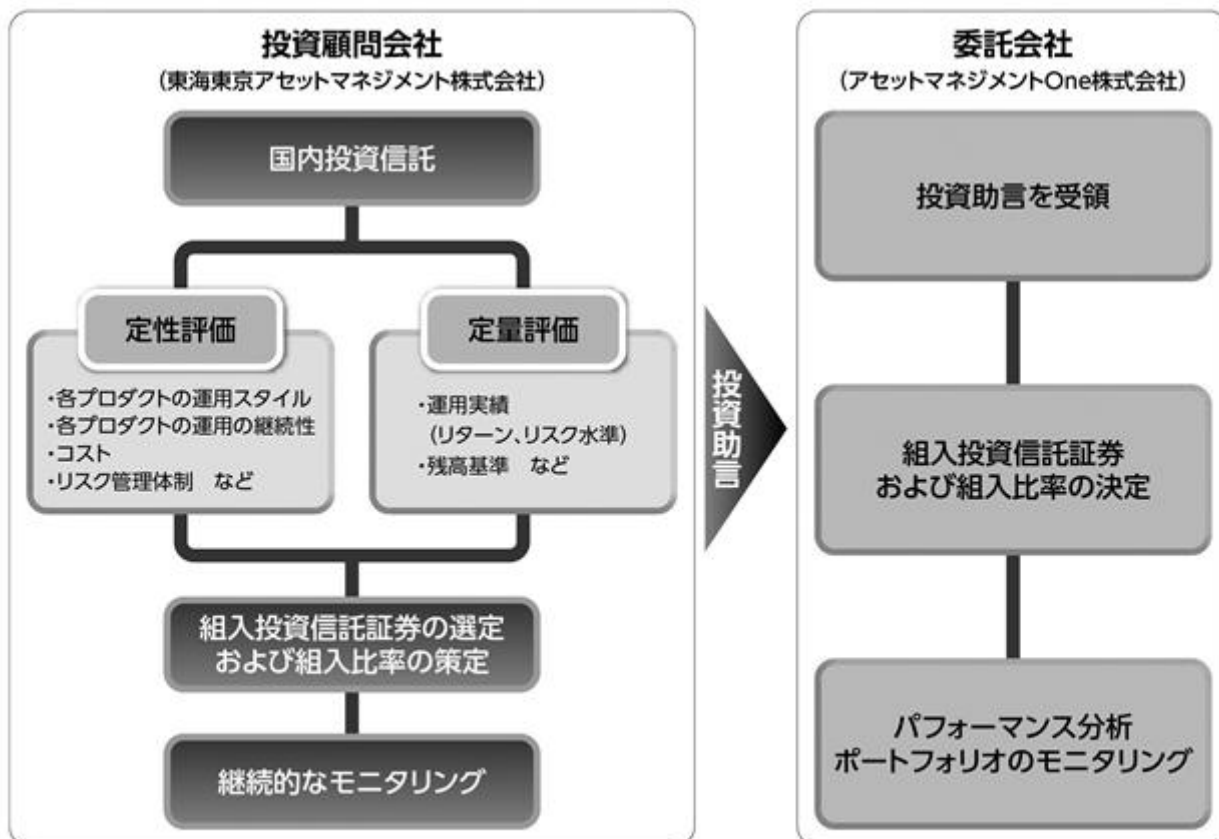 投資顧問会社
(東海東京アセットマネジメント株式会社)
国内投資信託
定性評価
・各プロダクトの運用スタイル
・各プロダクトの運用の継続性
・コスト
・リスク管理体制　など
定量評価
・運用実績
(リターン、リスク水準)
・残高基準　など
組入投資信託証券の選定
および組入比率の策定
継続的なモニタリング
投資助言
委託会社
(アセットマネジメントOne株式会社)
投資助言を受領
組入投資信託証券
および組入比率の決定
パフォーマンス分析
ポートフォリオのモニタリング